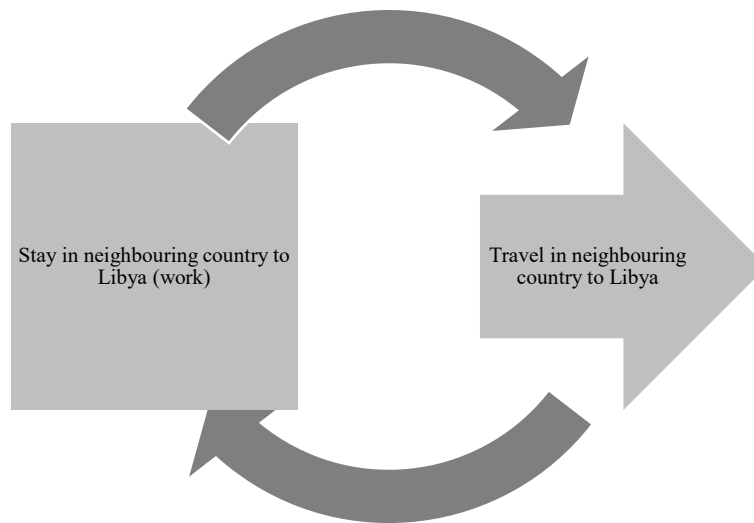 Stay in neighbouring country to
Libya (work)
Travel in neighbouring
country to Libya